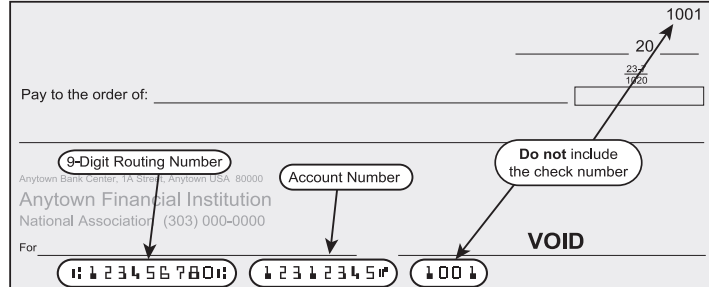 1001
20
23-7
1020
Pay to the order of:
9-Digit Routing Number
Do not include
the check number
Account Number
Anytown Bank Center, 1A Street, Anytown USA 80000
Anytown Financial Institution
National Association (303) 000-0000
For
VOID
⑆123456780⑆ 12312345⑈ 1001